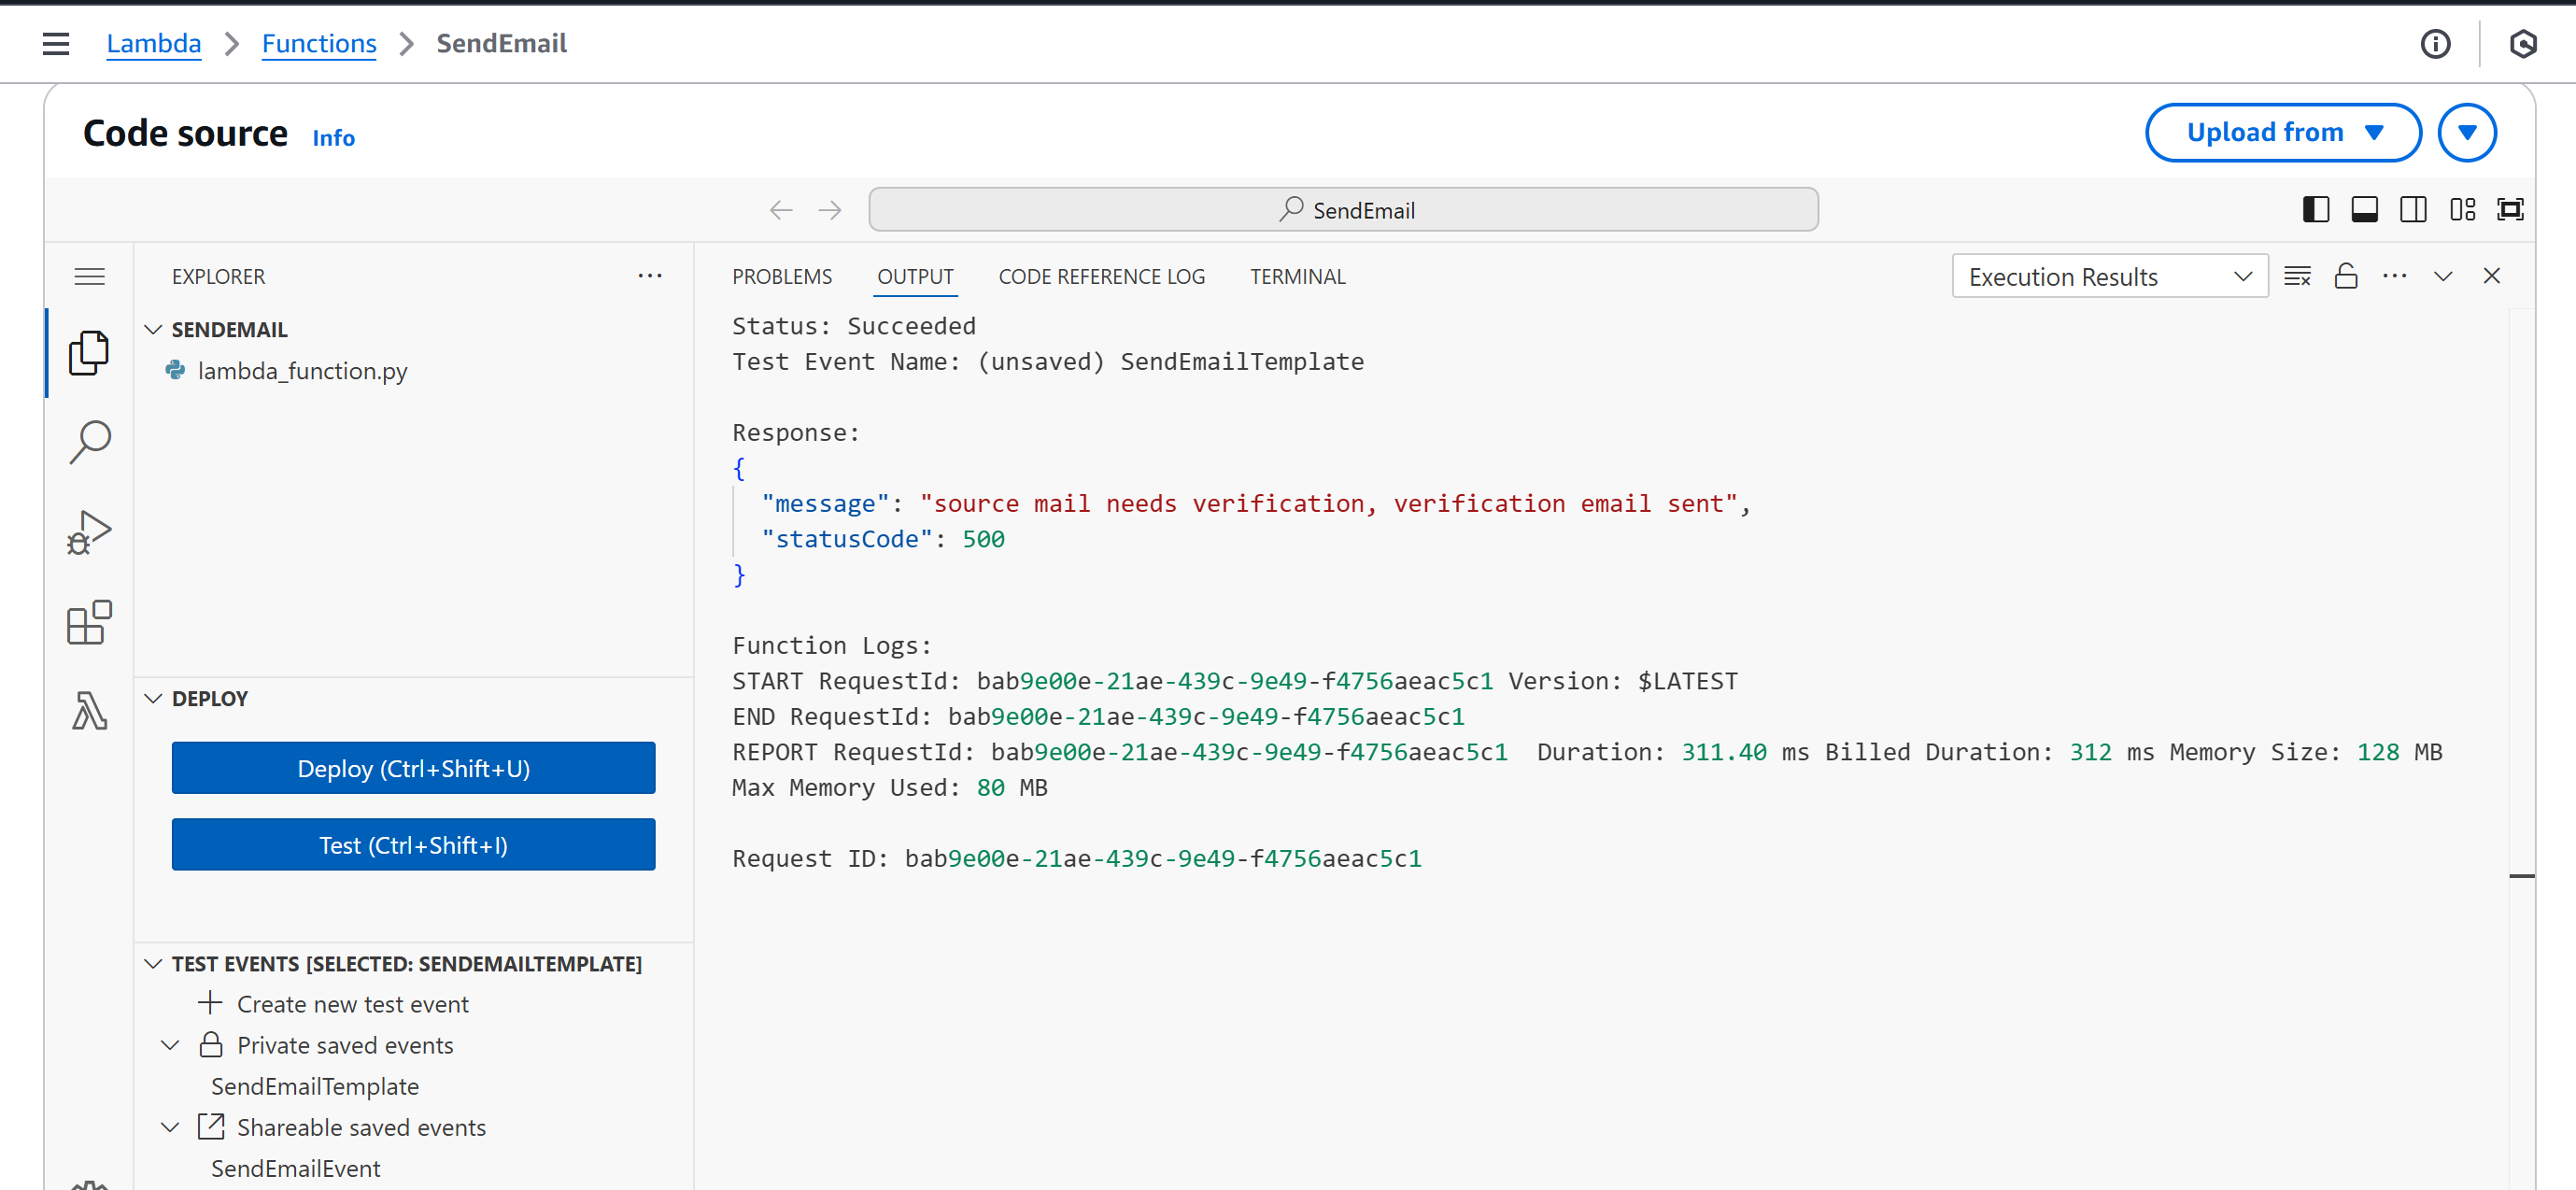 Lambda > Functions > SendEmail
Code source Info
Upload from
SendEmail
EXPLORER
SENDEMAIL
lambda_function.py
DEPLOY
Deploy (Ctrl+Shift+U)
Test (Ctrl+Shift+I)
TEST EVENTS [SELECTED: SENDEMAILTEMPLATE]
Create new test event
Private saved events
SendEmailTemplate
Shareable saved events
SendEmailEvent
PROBLEMS OUTPUT CODE REFERENCE LOG TERMINAL
Execution Results
Status: Succeeded
Test Event Name: (unsaved) SendEmailTemplate
Response:
{
"message": "source mail needs verification, verification email sent",
"statusCode": 500
}
Function Logs:
START RequestId: bab9e00e-21ae-439c-9e49-f4756aeac5c1 Version: $LATEST
END RequestId: bab9e00e-21ae-439c-9e49-f4756aeac5c1
REPORT RequestId: bab9e00e-21ae-439c-9e49-f4756aeac5c1  Duration: 311.40 ms Billed Duration: 312 ms Memory Size: 128 MB
Max Memory Used: 80 MB
Request ID: bab9e00e-21ae-439c-9e49-f4756aeac5c1